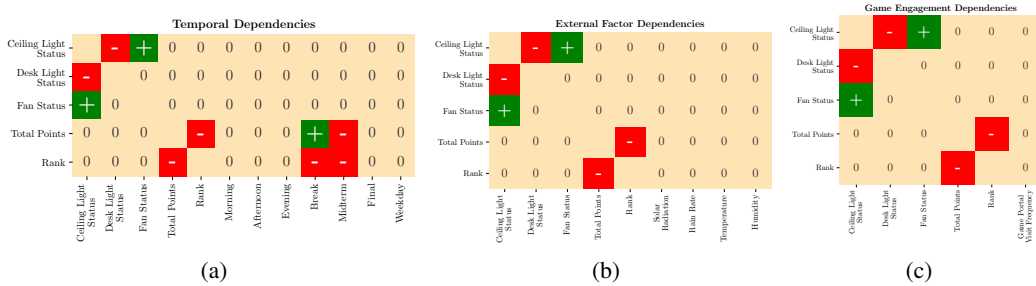 Temporal Dependencies
Ceiling Light
Status
- + 0 0 0 0 0 0 0 0 0
Desk Light
Status
- 0 0 0 0 0 0 0 0 0 0
Fan Status
+ 0 0 0 0 0 0 0 0 0 0
Total Points
0 0 0 - 0 0 0 + - 0 0
Rank
0 0 0 - 0 0 0 - - 0 0
Ceiling Light
Status
Desk Light
Status
Fan Status
Total Points
Rank
Morning
Afternoon
Evening
Break
Midterm
Final
Weekday
(a)
External Factor Dependencies
Ceiling Light
Status
- + 0 0 0 0 0 0
Desk Light
Status
- 0 0 0 0 0 0 0
Fan Status
+ 0 0 0 0 0 0 0
Total Points
0 0 0 - 0 0 0 0
Rank
0 0 0 - 0 0 0 0
Ceiling Light
Status
Desk Light
Status
Fan Status
Total Points
Rank
Solar
Radiation
Rain Rate
Temperature
Humidity
(b)
Game Engagement Dependencies
Ceiling Light
Status
- + 0 0 0
Desk Light
Status
- 0 0 0 0
Fan Status
+ 0 0 0 0
Total Points
0 0 0 - 0
Rank
0 0 0 - 0
Ceiling Light
Status
Desk Light
Status
Fan Status
Total Points
Rank
Game Portal
Visit Frequency
(c)